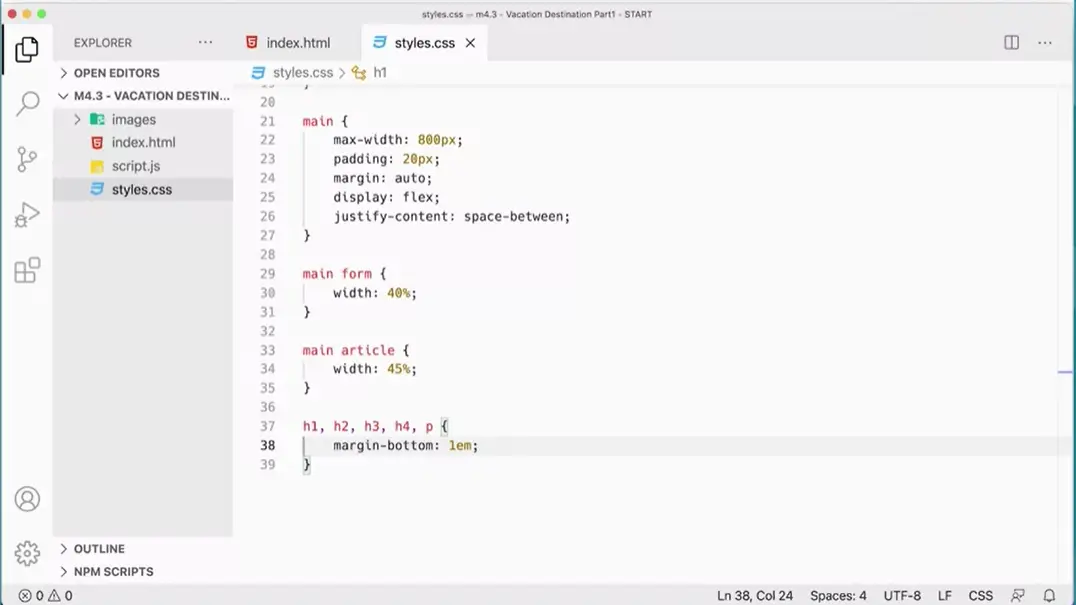 styles.css — m4.3 - Vacation Destination Part1 - START
EXPLORER ···
index.html
styles.css ×
OPEN EDITORS
M4.3 - VACATION DESTIN...
images
index.html
script.js
styles.css
OUTLINE
NPM SCRIPTS
styles.css > h1
20
21 main {
22 max-width: 800px;
23 padding: 20px;
24 margin: auto;
25 display: flex;
26 justify-content: space-between;
27 }
28
29 main form {
30 width: 40%;
31 }
32
33 main article {
34 width: 45%;
35 }
36
37 h1, h2, h3, h4, p {
38 margin-bottom: 1em;
39 }
0 0
Ln 38, Col 24 Spaces: 4 UTF-8 LF CSS